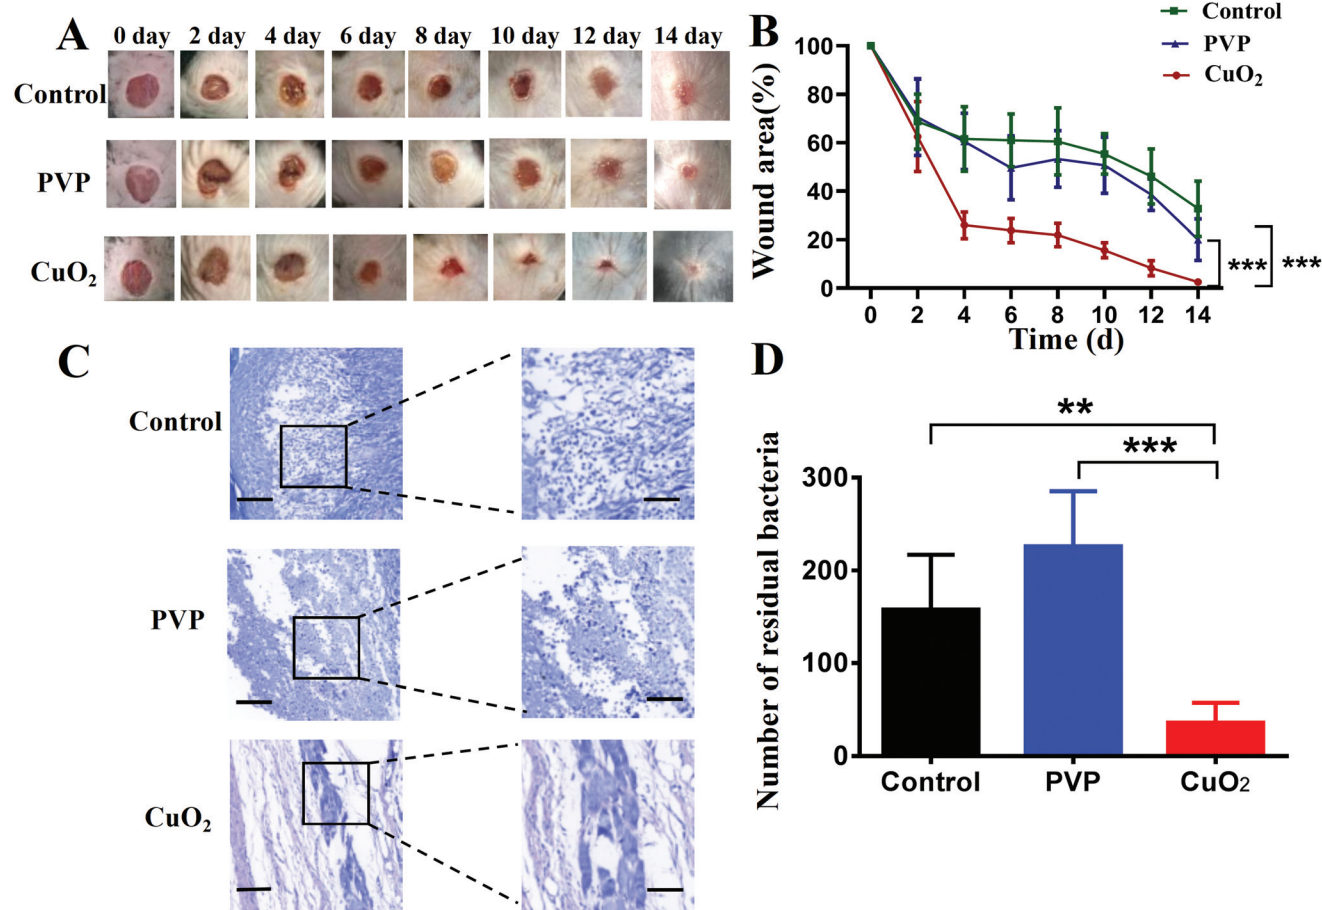 A
0 day 2 day 4 day 6 day 8 day 10 day 12 day 14 day
Control
PVP
CuO₂
B
Control
PVP
CuO₂
Wound area(%)
100
80
60
40
20
0
0 2 4 6 8 10 12 14
Time (d)
***
***
C
Control
PVP
CuO₂
D
**
***
Number of residual bacteria
300
200
100
0
Control PVP CuO2